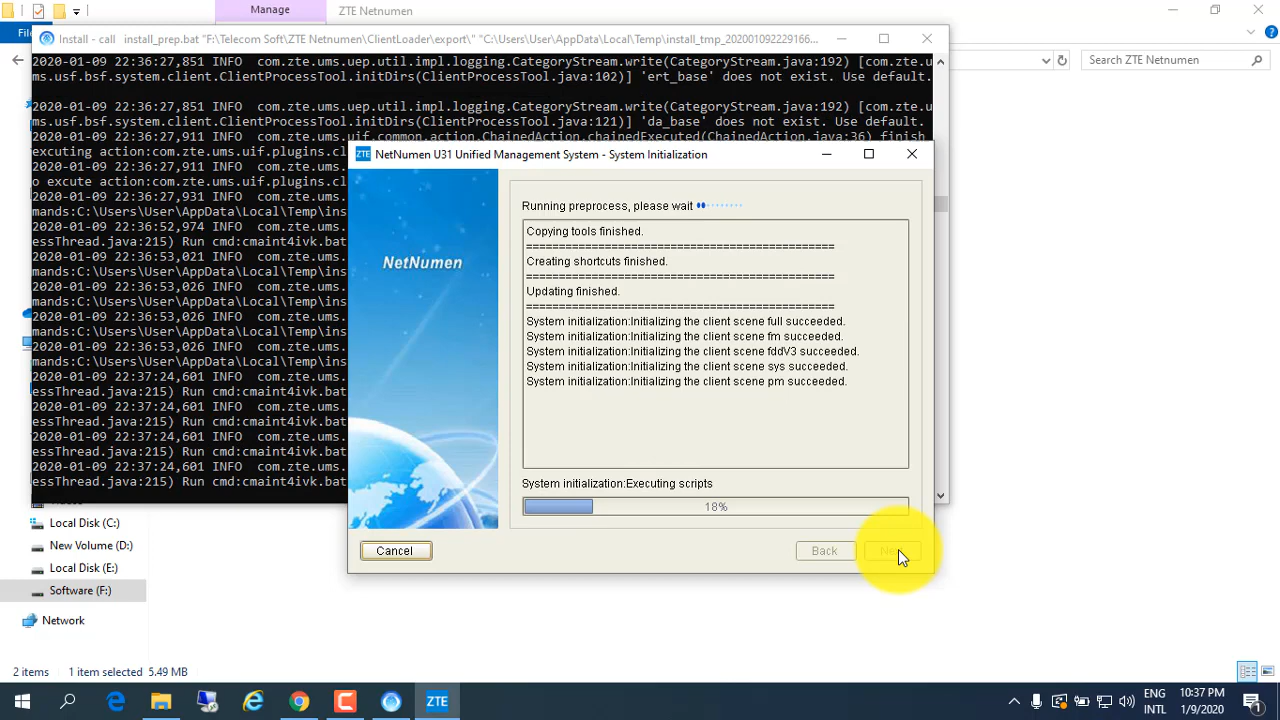 Manage
ZTE Netnumen
File
Install - call install_prep.bat "F:\Telecom Soft\ZTE Netnumen\ClientLoader\export\" "C:\Users\User\AppData\Local\Temp\install_tmp_202001092229166...
Search ZTE Netnumen
2020-01-09 22:36:27,851 INFO com.zte.uep.util.impl.logging.CategoryStream.write(CategoryStream.java:192) [com.zte.u
ms.usf.bsf.system.client.ClientProcessTool.initDirs(ClientProcessTool.java:102)] 'ert_base' does not exist. Use default.
2020-01-09 22:36:27,851 INFO com.zte.uep.util.impl.logging.CategoryStream.write(CategoryStream.java:192) [com.zte.u
ms.usf.bsf.system.client.ClientProcessTool.initDirs(ClientProcessTool.java:121)] 'da_base' does not exist. Use default.
2020-01-09 22:36:27,911 INFO com.zte.ums.uif.common.action.ChainedAction.chainedExecuted(ChainedAction.java:36) finish
excuting action:com.zte.ums.uif.plugins.cl
2020-01-09 22:36:27,911 INFO com.zte.ums.
o excute action:com.zte.ums.uif.plugins.cl
2020-01-09 22:36:27,931 INFO com.zte.ums.
mands:C:\Users\User\AppData\Local\Temp\ins
2020-01-09 22:36:52,974 INFO com.zte.ums.
essThread.java:215) Run cmd:cmaint4ivk.bat
2020-01-09 22:36:53,021 INFO com.zte.ums.
mands:C:\Users\User\AppData\Local\Temp\ins
2020-01-09 22:36:53,026 INFO com.zte.ums.
mands:C:\Users\User\AppData\Local\Temp\ins
2020-01-09 22:36:53,026 INFO com.zte.ums.
mands:C:\Users\User\AppData\Local\Temp\ins
2020-01-09 22:36:53,026 INFO com.zte.ums.
mands:C:\Users\User\AppData\Local\Temp\ins
2020-01-09 22:37:24,601 INFO com.zte.ums.
essThread.java:215) Run cmd:cmaint4ivk.bat
2020-01-09 22:37:24,601 INFO com.zte.ums.
essThread.java:215) Run cmd:cmaint4ivk.bat
2020-01-09 22:37:24,601 INFO com.zte.ums.
essThread.java:215) Run cmd:cmaint4ivk.bat
2020-01-09 22:37:24,601 INFO com.zte.ums.
essThread.java:215) Run cmd:cmaint4ivk.bat
ZTE NetNumen U31 Unified Management System - System Initialization
NetNumen
Running preprocess, please wait
Copying tools finished.
================================================
Creating shortcuts finished.
================================================
Updating finished.
================================================
System initialization:Initializing the client scene full succeeded.
System initialization:Initializing the client scene fm succeeded.
System initialization:Initializing the client scene fddV3 succeeded.
System initialization:Initializing the client scene sys succeeded.
System initialization:Initializing the client scene pm succeeded.
System initialization:Executing scripts
18%
Cancel
Back
Local Disk (C:)
New Volume (D:)
Local Disk (E:)
Software (F:)
Network
2 items 1 item selected 5.49 MB
ZTE
ENG
INTL
10:37 PM
1/9/2020
1